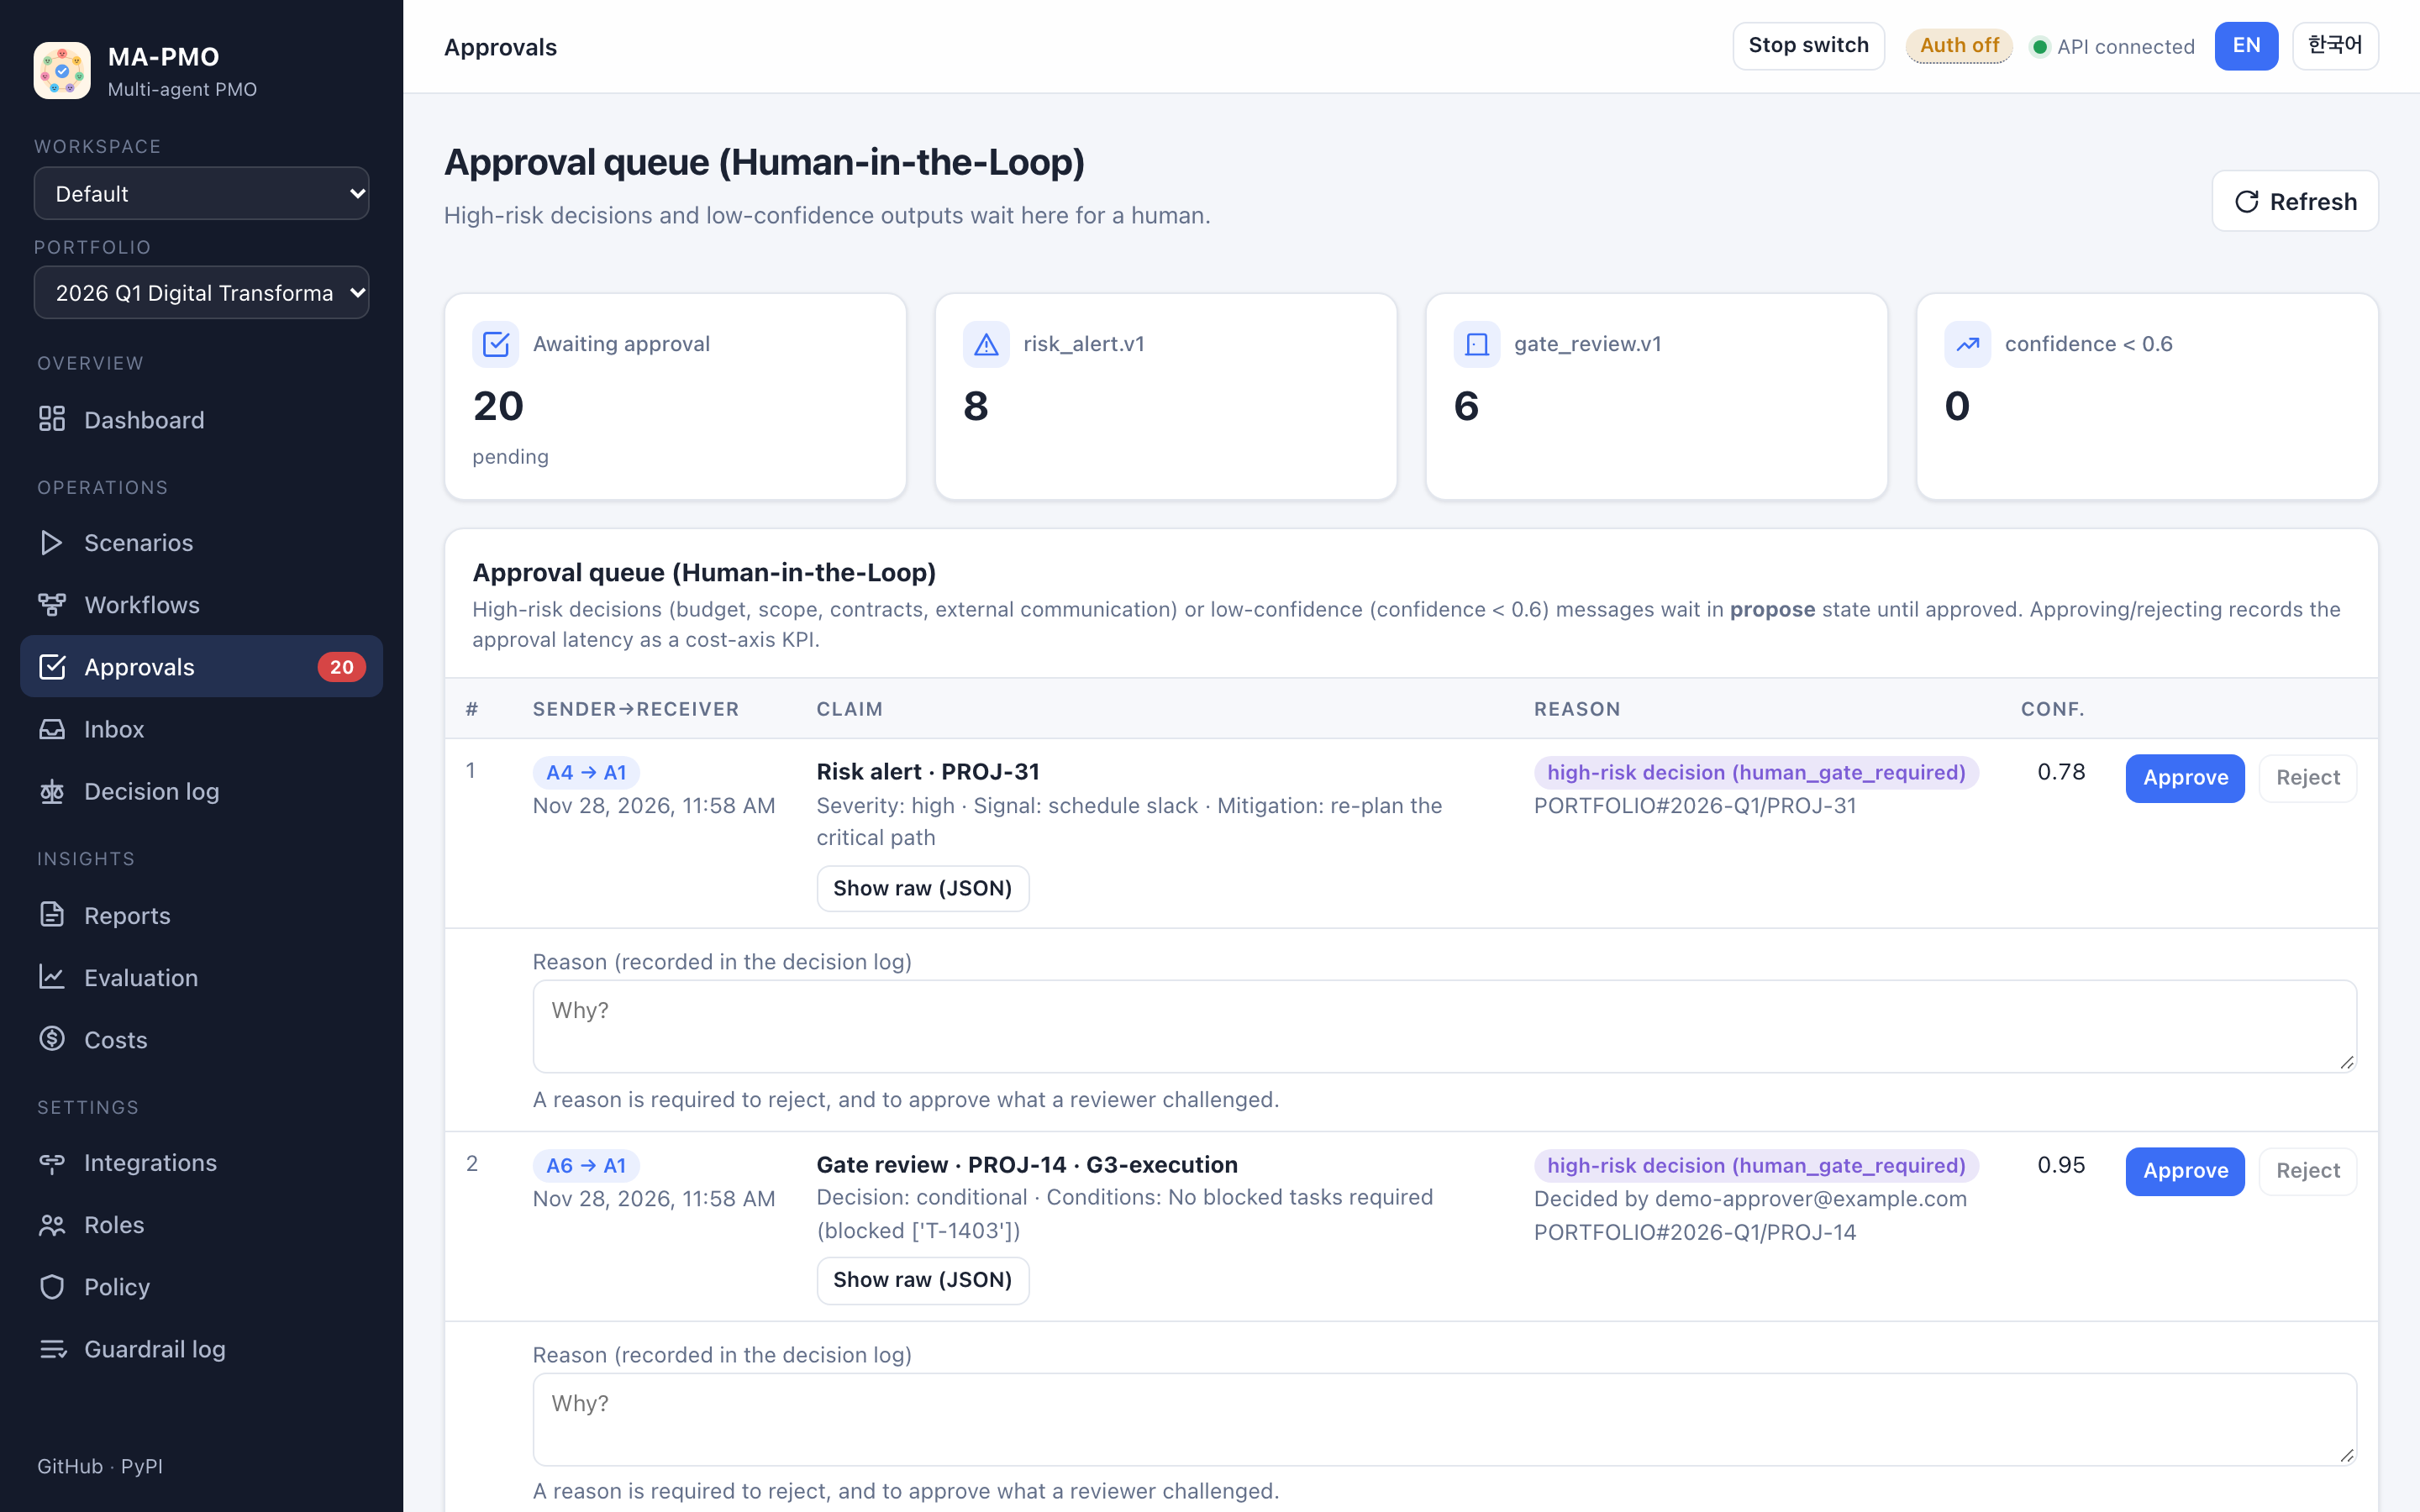 MA-PMO
Multi-agent PMO
WORKSPACE
Default
PORTFOLIO
2026 Q1 Digital Transforma
OVERVIEW
Dashboard
OPERATIONS
Scenarios
Workflows
Approvals 20
Inbox
Decision log
INSIGHTS
Reports
Evaluation
Costs
SETTINGS
Integrations
Roles
Policy
Guardrail log
GitHub · PyPI
Approvals
Stop switch
Auth off
API connected
EN
한국어
Approval queue (Human-in-the-Loop)
High-risk decisions and low-confidence outputs wait here for a human.
Refresh
Awaiting approval
20
pending
risk_alert.v1
8
gate_review.v1
6
confidence < 0.6
0
Approval queue (Human-in-the-Loop)
High-risk decisions (budget, scope, contracts, external communication) or low-confidence (confidence < 0.6) messages wait in propose state until approved. Approving/rejecting records the
approval latency as a cost-axis KPI.
# SENDER→RECEIVER CLAIM REASON CONF.
1
A4 → A1
Nov 28, 2026, 11:58 AM
Risk alert · PROJ-31
Severity: high · Signal: schedule slack · Mitigation: re-plan the
critical path
Show raw (JSON)
high-risk decision (human_gate_required)
PORTFOLIO#2026-Q1/PROJ-31
0.78
Approve
Reject
Reason (recorded in the decision log)
Why?
A reason is required to reject, and to approve what a reviewer challenged.
2
A6 → A1
Nov 28, 2026, 11:58 AM
Gate review · PROJ-14 · G3-execution
Decision: conditional · Conditions: No blocked tasks required
(blocked ['T-1403'])
Show raw (JSON)
high-risk decision (human_gate_required)
Decided by demo-approver@example.com
PORTFOLIO#2026-Q1/PROJ-14
0.95
Approve
Reject
Reason (recorded in the decision log)
Why?
A reason is required to reject, and to approve what a reviewer challenged.